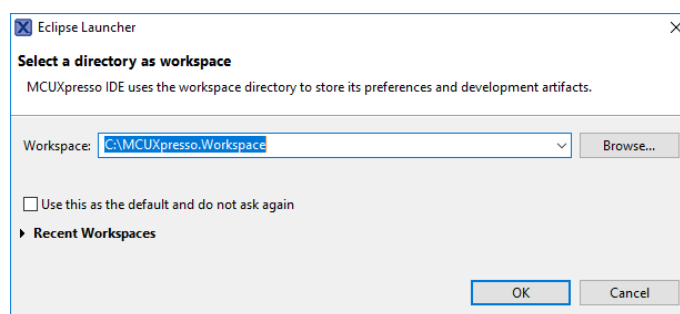 Eclipse Launcher
Select a directory as workspace
MCUXpresso IDE uses the workspace directory to store its preferences and development artifacts.
Workspace: C:\MCUXpresso.Workspace Browse...
Use this as the default and do not ask again
Recent Workspaces
OK Cancel